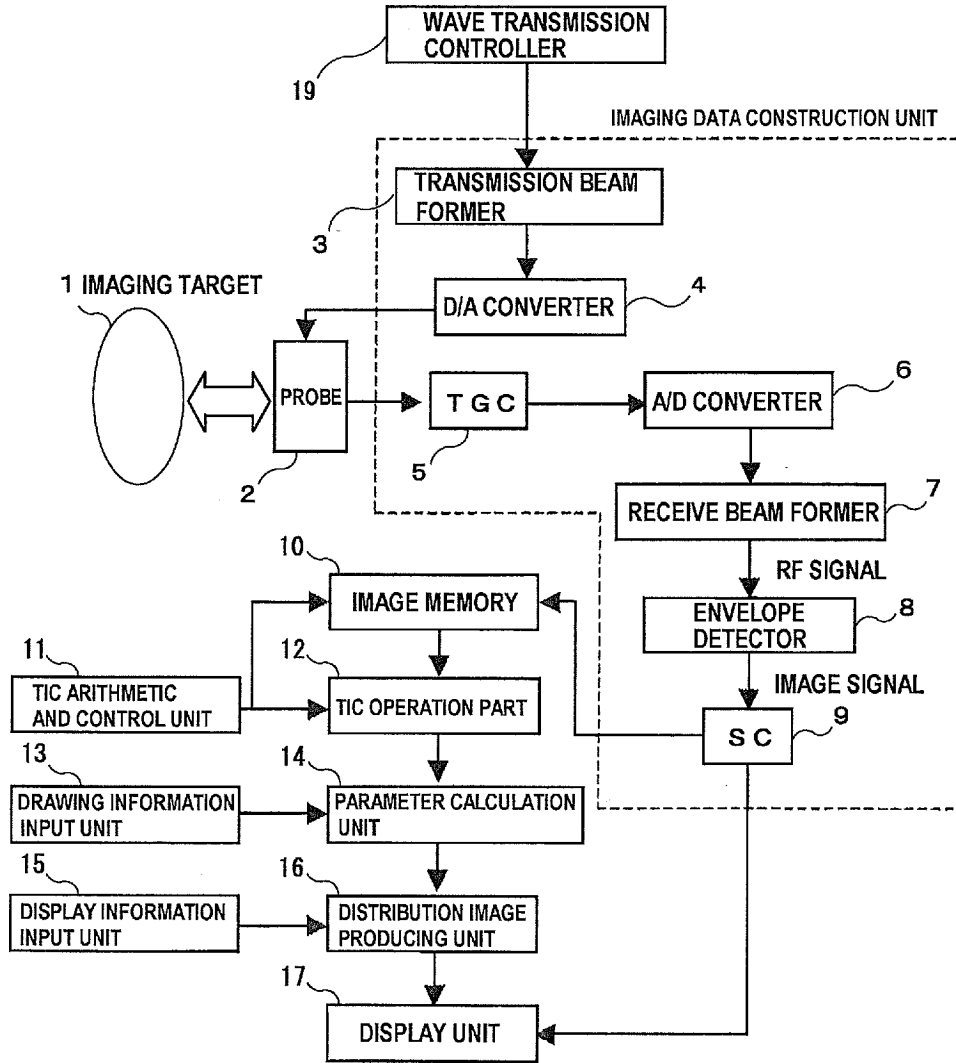 WAVE TRANSMISSION
CONTROLLER
19
IMAGING DATA CONSTRUCTION UNIT
TRANSMISSION BEAM
FORMER
3
1 IMAGING TARGET
D/A CONVERTER
4
PROBE
2
TGC
5
A/D CONVERTER
6
RECEIVE BEAM FORMER
7
RF SIGNAL
10
IMAGE MEMORY
ENVELOPE
DETECTOR
8
11
TIC ARITHMETIC
AND CONTROL UNIT
12
TIC OPERATION PART
IMAGE SIGNAL
SC
9
13
DRAWING INFORMATION
INPUT UNIT
14
PARAMETER CALCULATION
UNIT
15
DISPLAY INFORMATION
INPUT UNIT
16
DISTRIBUTION IMAGE
PRODUCING UNIT
17
DISPLAY UNIT